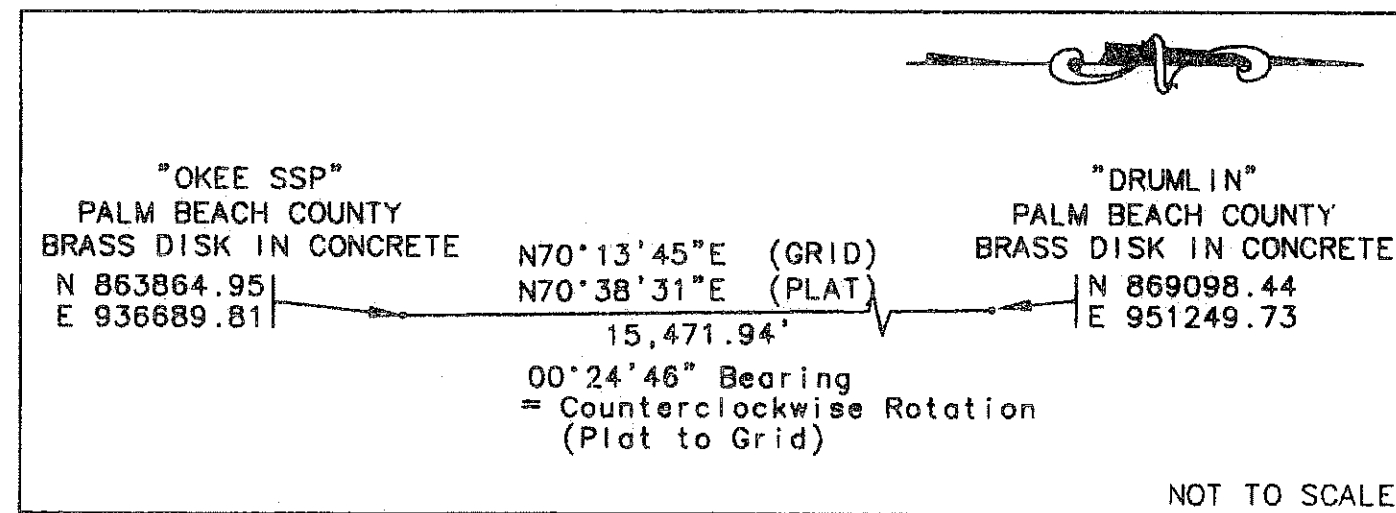 "OKEE SSP"
PALM BEACH COUNTY
BRASS DISK IN CONCRETE
N 863864.95
E 936689.81
N70°13'45"E (GRID)
N70°38'31"E (PLAT)
15,471.94'
00°24'46" Bearing
= Counterclockwise Rotation
(Plat to Grid)
"DRUMLIN"
PALM BEACH COUNTY
BRASS DISK IN CONCRETE
N 869098.44
E 951249.73
NOT TO SCALE